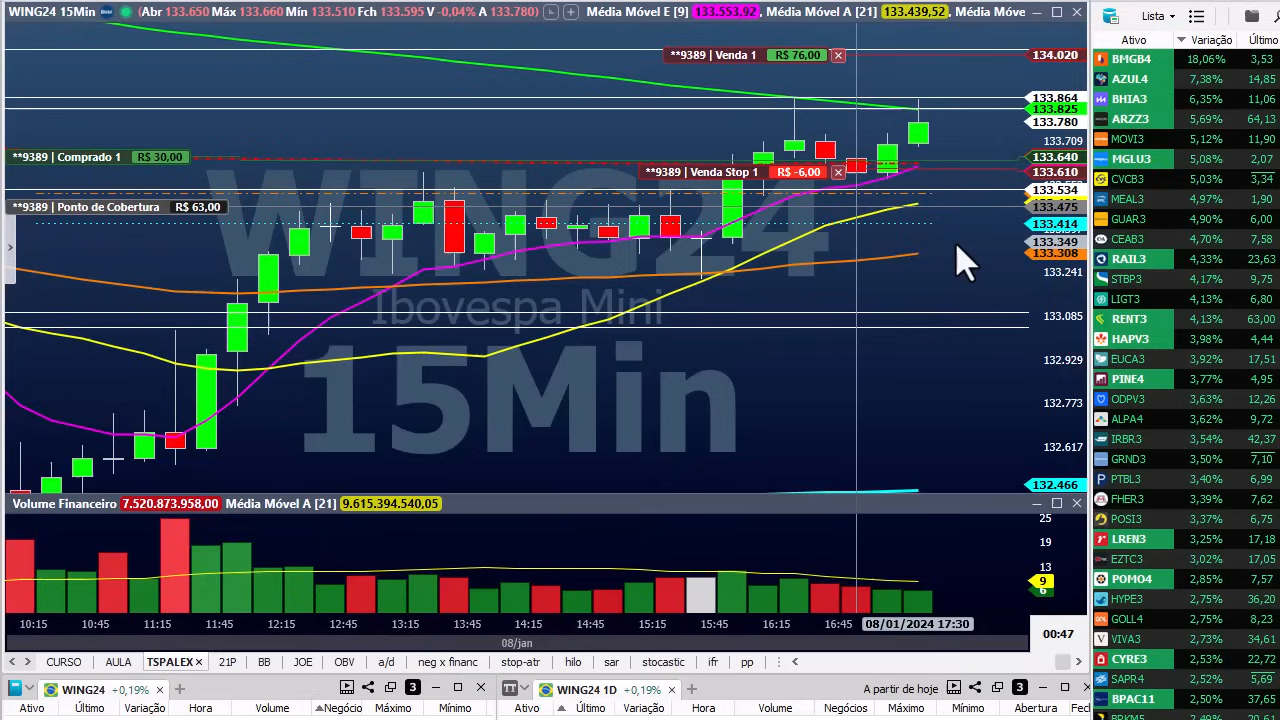 WING24 15Min (Abr 133.650 Máx 133.660 Mín 133.510 Fch 133.595 V -0.04% A 133.780) L + Média Móvel E [9] 133.553,92, Média Móvel A [21] 133.439,52, Média Móve
**9389 | Venda 1 R$ 76,00
134.020
133.864
133.825
133.780
133.709
**9389 | Comprado 1 R$ 30,00
133.640
**9389 | Venda Stop 1 R$ -6,00
133.610
133.534
**9389 | Ponto de Cobertura R$ 63,00
133.475
133.414
133.349
133.308
133.241
133.085
132.929
132.773
132.617
132.466
WING24
Ibovespa Mini
15Min
Volume Financeiro 7.520.873.958,00 Média Móvel A [21] 9.615.394.540,05
25
19
13
9
6
10:15 10:45 11:15 11:45 12:15 12:45 13:15 13:45 14:15 14:45 15:15 15:45 16:15 16:45 08/01/2024 17:30
08/jan
00:47
CURSO AULA TSPALEX 21P BB JOE OBV a/d neg x financ stop-atr hilo sar stocastic ifr pp
WING24 +0,19% 3
Ativo Último Variação Hora Volume Negócio Máximo Mínimo
WING24 1D +0,19% A partir de hoje 3
vo Último Variação Hora Volume Negócios Máximo Mínimo Abertura Fec
Lista
Ativo Variação Último
BMGB4 18,06% 3,53
AZUL4 7,38% 14,85
BHIA3 6,35% 11,06
ARZZ3 5,69% 64,13
MOVI3 5,12% 11,09
MGLU3 5,08% 2,07
CVCB3 5,03% 3,34
MEAL3 4,97% 1,90
GUAR3 4,96% 6,98
CEAB3 4,70% 7,58
RAIL3 4,33% 23,63
STBP3 4,17% 9,75
LIGT3 4,13% 6,81
RENT3 4,13% 63,00
HAPV3 3,98% 4,44
EUCA3 3,92% 17,51
PINE4 3,77% 4,95
ODPV3 3,63% 12,26
ALPA4 3,62% 9,72
IRBR3 3,54% 42,37
GRND3 3,50% 7,10
PTBL3 3,40% 6,99
FHER3 3,39% 7,62
POSI3 3,37% 6,75
LREN3 3,25% 17,18
EZTC3 3,02% 17,05
POMO4 2,85% 7,57
HYPE3 2,75% 36,20
GOLL4 2,75% 8,23
VIVA3 2,73% 34,61
CYRE3 2,53% 22,72
SAPR4 2,52% 5,69
BPAC11 2,50% 37,65